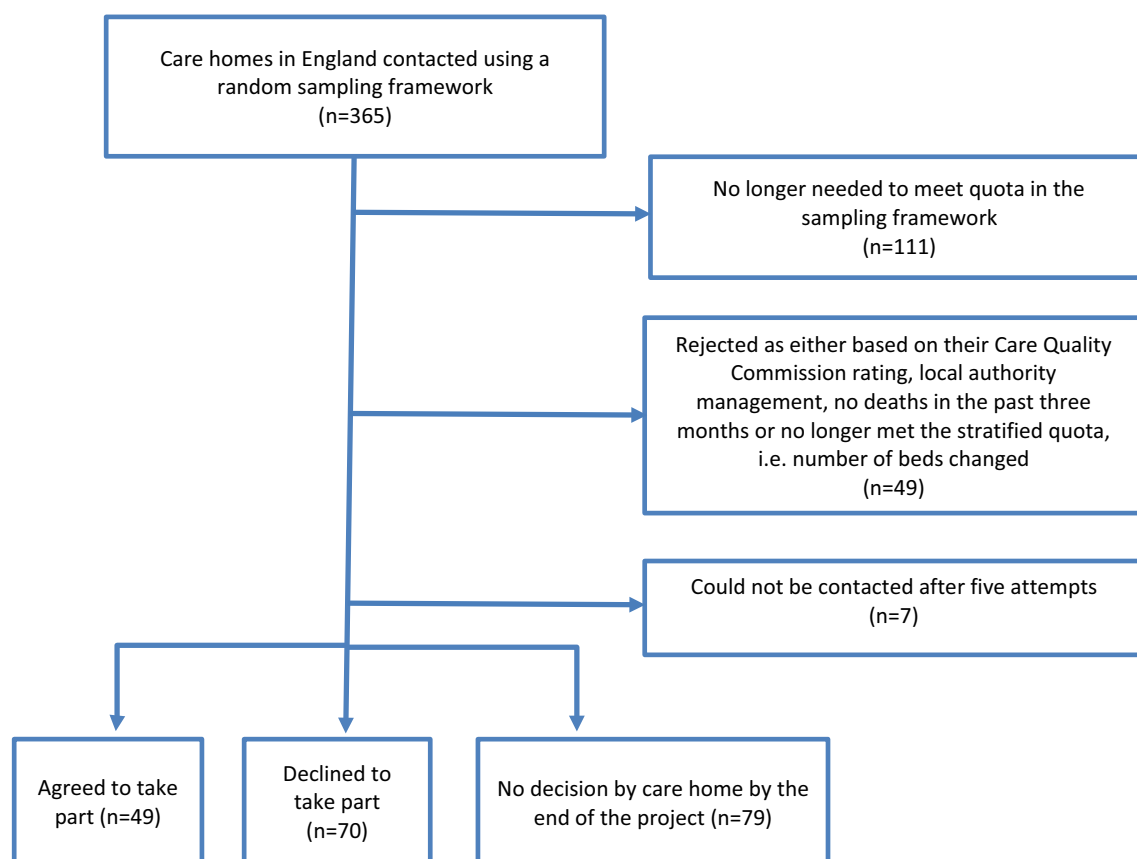 Care homes in England contacted using a
random sampling framework
(n=365)
No longer needed to meet quota in the
sampling framework
(n=111)
Rejected as either based on their Care Quality
Commission rating, local authority
management, no deaths in the past three
months or no longer met the stratified quota,
i.e. number of beds changed
(n=49)
Could not be contacted after five attempts
(n=7)
Agreed to take
part (n=49)
Declined to
take part
(n=70)
No decision by care home by the
end of the project (n=79)